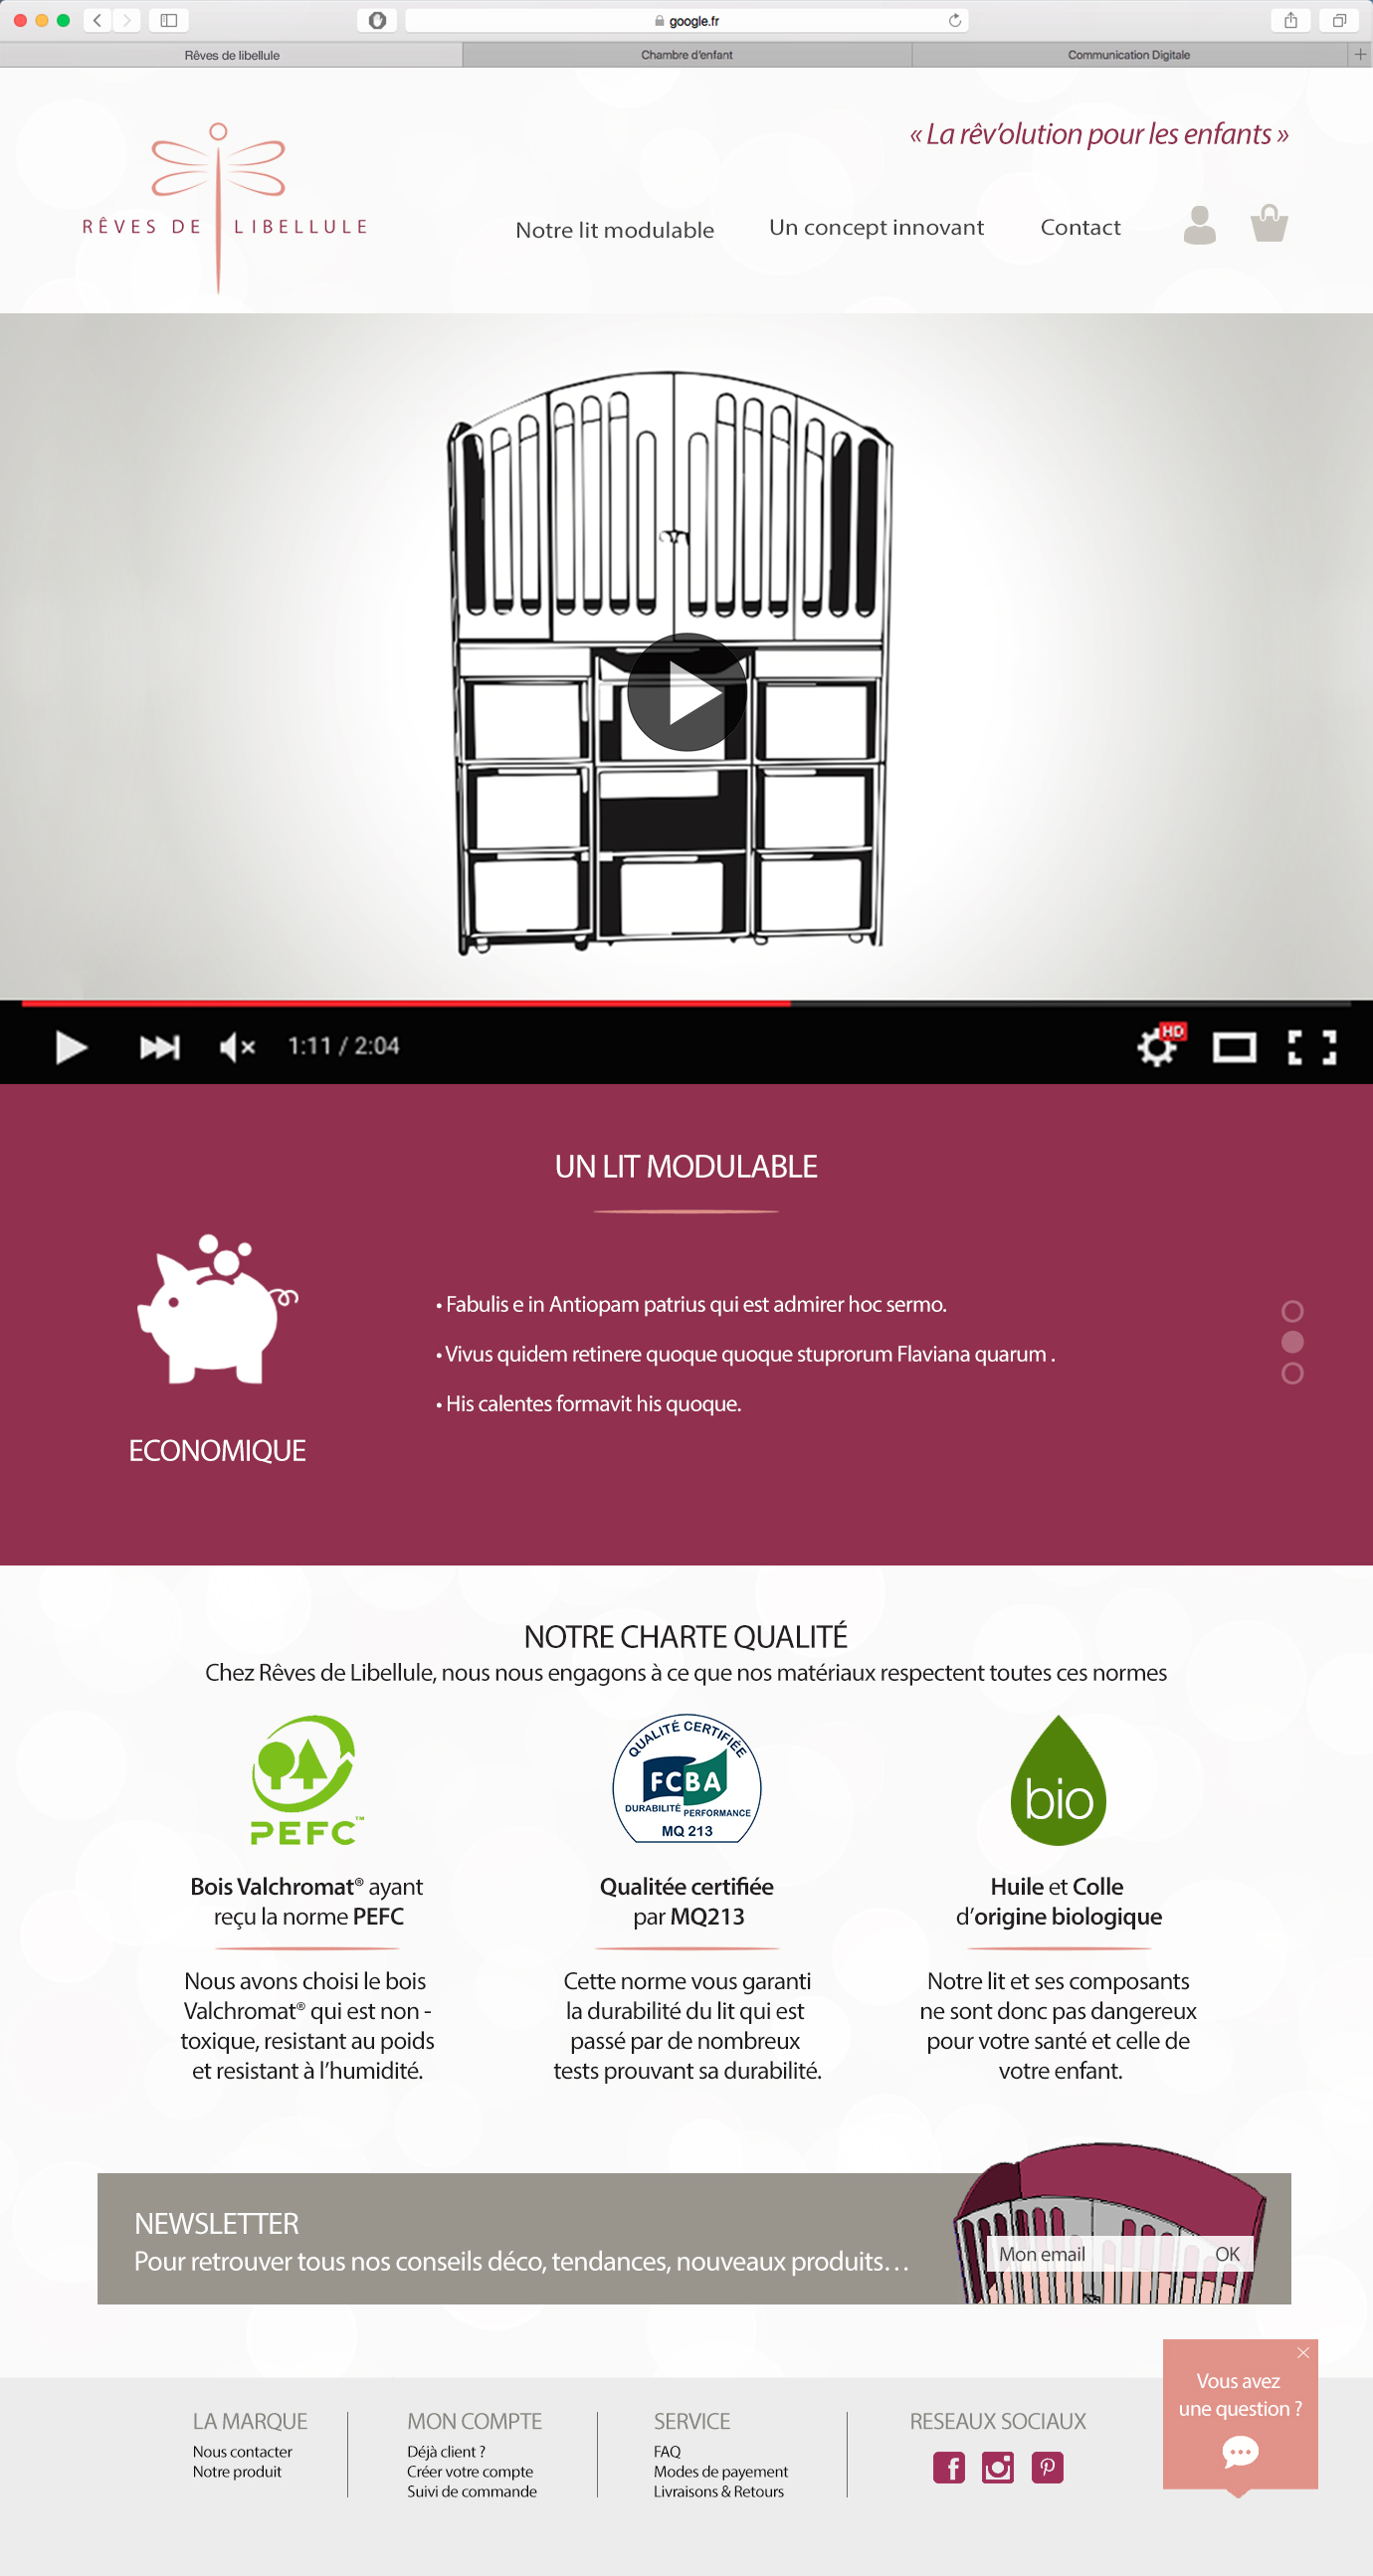 google.fr
Rêves de libellule
Chambre d'enfant
Communication Digitale
« La rêv'olution pour les enfants »
RÊVES DE LIBELLULE
Notre lit modulable
Un concept innovant
Contact
1:11 / 2:04
HD
UN LIT MODULABLE
• Fabulis e in Antiopam patrius qui est admirer hoc sermo.
• Vivus quidem retinere quoque quoque stuprorum Flaviana quarum .
• His calentes formavit his quoque.
ECONOMIQUE
NOTRE CHARTE QUALITÉ
Chez Rêves de Libellule, nous nous engagons à ce que nos matériaux respectent toutes ces normes
PEFC™
QUALITÉ CERTIFIÉE
FCBA
DURABILITÉ PERFORMANCE
MQ 213
bio
Bois Valchromat® ayant
reçu la norme PEFC
Nous avons choisi le bois
Valchromat® qui est non -
toxique, resistant au poids
et resistant à l'humidité.
Qualitée certifiée
par MQ213
Cette norme vous garanti
la durabilité du lit qui est
passé par de nombreux
tests prouvant sa durabilité.
Huile et Colle
d'origine biologique
Notre lit et ses composants
ne sont donc pas dangereux
pour votre santé et celle de
votre enfant.
NEWSLETTER
Pour retrouver tous nos conseils déco, tendances, nouveaux produits…
Mon email
OK
Vous avez
une question ?
LA MARQUE
Nous contacter
Notre produit
MON COMPTE
Déjà client ?
Créer votre compte
Suivi de commande
SERVICE
FAQ
Modes de payement
Livraisons & Retours
RESEAUX SOCIAUX